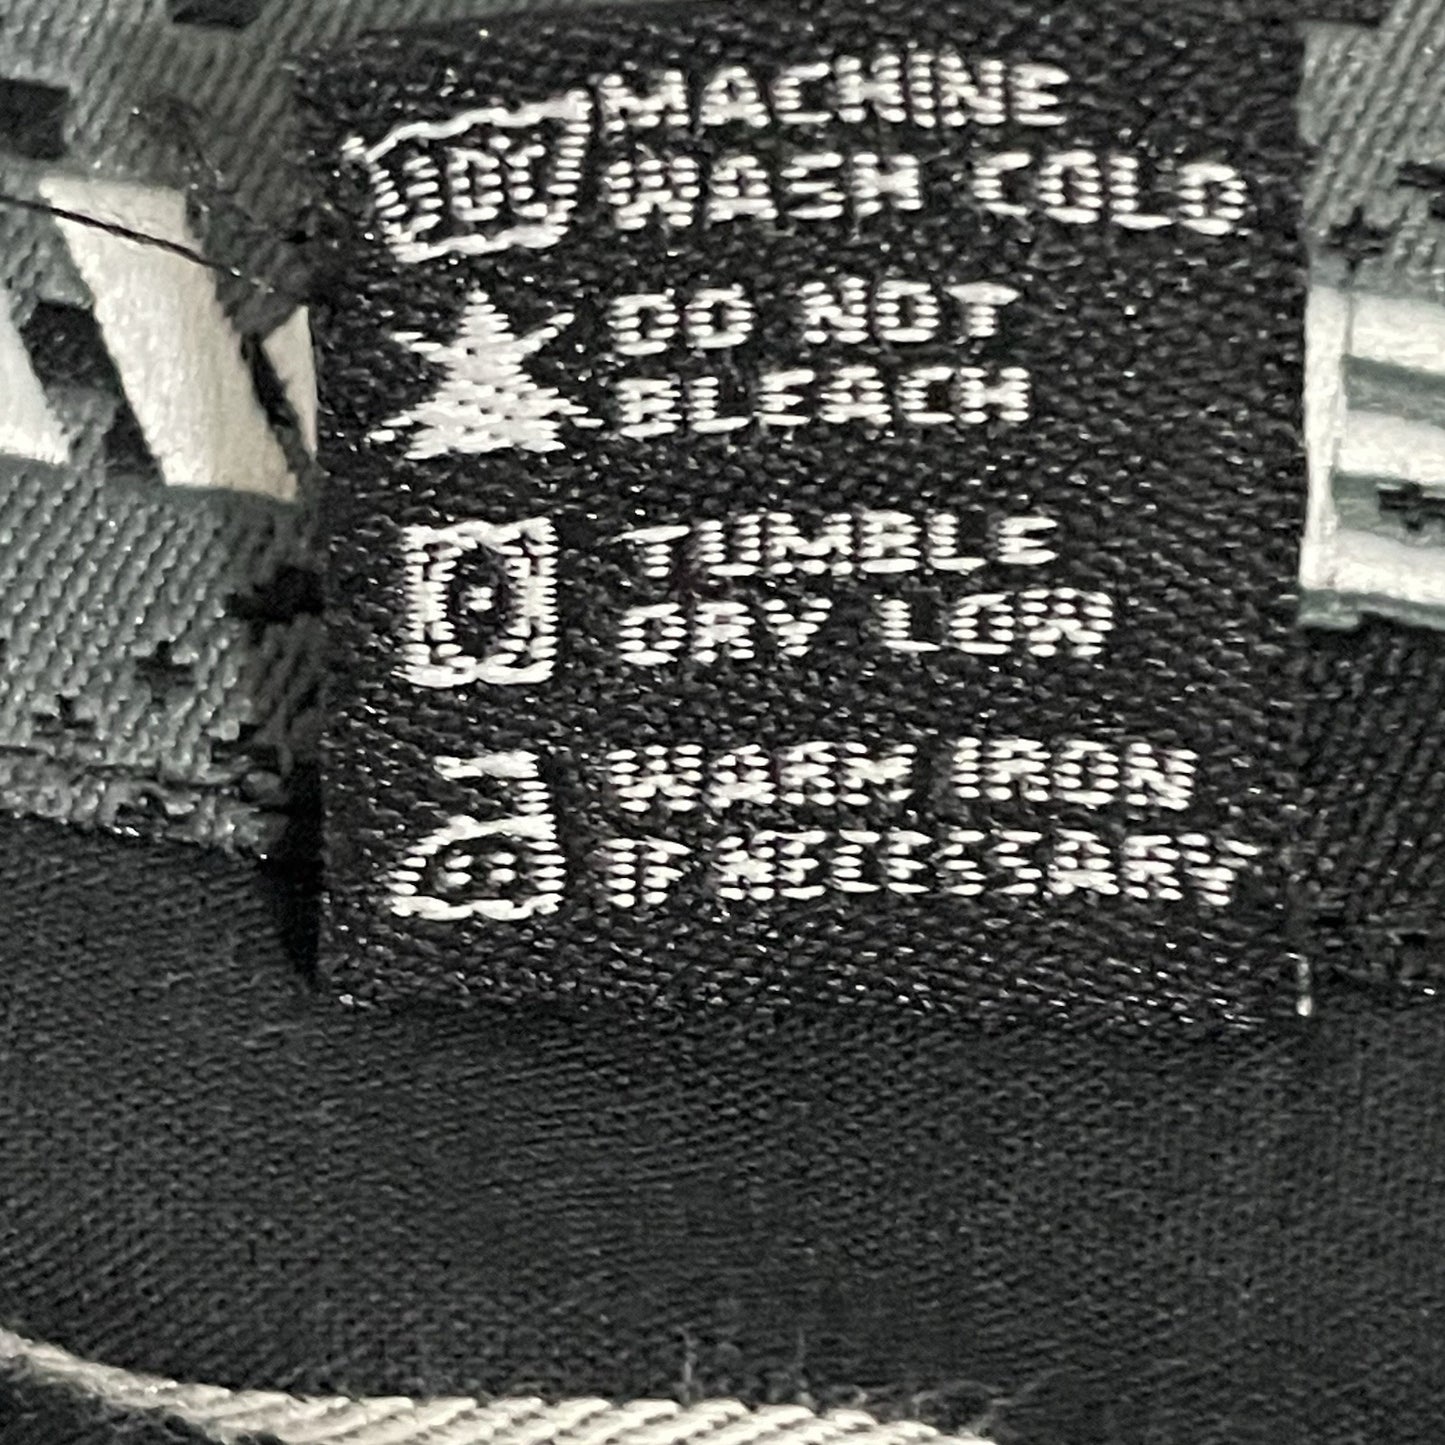 MACHINE
WASH COLD
DO NOT
BLEACH
TUMBLE
DRY LOW
WARM IRON
IF NECESSARY